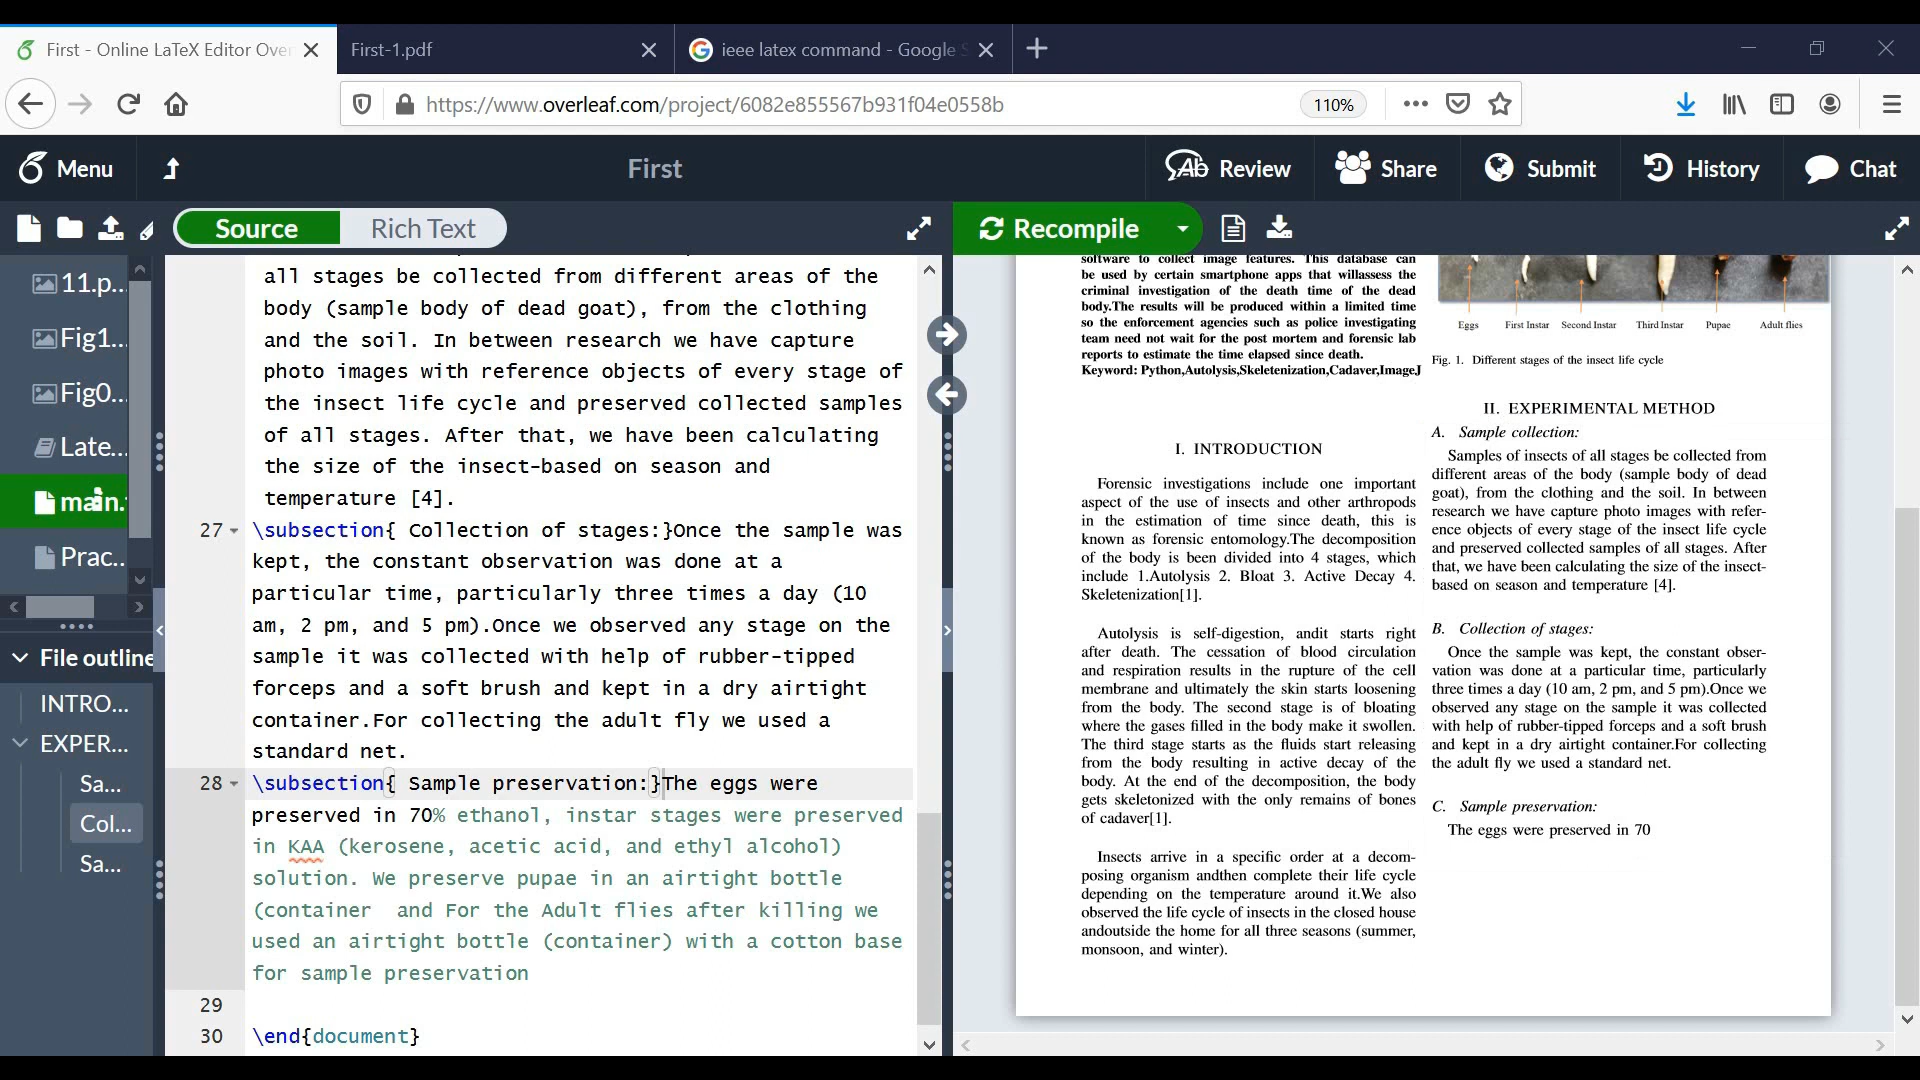 First - Online LaTeX Editor Over
First-1.pdf
ieee latex command - Google S
https://www.overleaf.com/project/6082e855567b931f04e0558b
110%
Menu
First
Review
Share
Submit
History
Chat
Source
Rich Text
Recompile
11.p...
Fig1...
Fig0...
Late...
main.
Prac...
File outline
INTRO...
EXPER...
Sa...
Col...
Sa...
all stages be collected from different areas of the
body (sample body of dead goat), from the clothing
and the soil. In between research we have capture
photo images with reference objects of every stage of
the insect life cycle and preserved collected samples
of all stages. After that, we have been calculating
the size of the insect-based on season and
temperature [4].
27 \subsection{ Collection of stages:}Once the sample was
kept, the constant observation was done at a
particular time, particularly three times a day (10
am, 2 pm, and 5 pm).Once we observed any stage on the
sample it was collected with help of rubber-tipped
forceps and a soft brush and kept in a dry airtight
container.For collecting the adult fly we used a
standard net.
28 \subsection{ Sample preservation:}The eggs were
preserved in 70% ethanol, instar stages were preserved
in KAA (kerosene, acetic acid, and ethyl alcohol)
solution. We preserve pupae in an airtight bottle
(container  and For the Adult flies after killing we
used an airtight bottle (container) with a cotton base
for sample preservation
29
30 \end{document}
software to collect image features. This database can
be used by certain smartphone apps that willassess the
criminal investigation of the death time of the dead
body.The results will be produced within a limited time
so the enforcement agencies such as police investigating
team need not wait for the post mortem and forensic lab
reports to estimate the time elapsed since death.
Keyword: Python,Autolysis,Skeletenization,Cadaver,ImageJ
I. INTRODUCTION
Forensic investigations include one important
aspect of the use of insects and other arthropods
in the estimation of time since death, this is
known as forensic entomology.The decomposition
of the body is been divided into 4 stages, which
include 1.Autolysis 2. Bloat 3. Active Decay 4.
Skeletenization[1].
Autolysis is self-digestion, andit starts right
after death. The cessation of blood circulation
and respiration results in the rupture of the cell
membrane and ultimately the skin starts loosening
from the body. The second stage is of bloating
where the gases filled in the body make it swollen.
The third stage starts as the fluids start releasing
from the body resulting in active decay of the
body. At the end of the decomposition, the body
gets skeletonized with the only remains of bones
of cadaver[1].
Insects arrive in a specific order at a decom-
posing organism andthen complete their life cycle
depending on the temperature around it.We also
observed the life cycle of insects in the closed house
andoutside the home for all three seasons (summer,
monsoon, and winter).
Eggs First Instar Second Instar Third Instar Pupae Adult flies
Fig. 1. Different stages of the insect life cycle
II. EXPERIMENTAL METHOD
A. Sample collection:
Samples of insects of all stages be collected from
different areas of the body (sample body of dead
goat), from the clothing and the soil. In between
research we have capture photo images with refer-
ence objects of every stage of the insect life cycle
and preserved collected samples of all stages. After
that, we have been calculating the size of the insect-
based on season and temperature [4].
B. Collection of stages:
Once the sample was kept, the constant obser-
vation was done at a particular time, particularly
three times a day (10 am, 2 pm, and 5 pm).Once we
observed any stage on the sample it was collected
with help of rubber-tipped forceps and a soft brush
and kept in a dry airtight container.For collecting
the adult fly we used a standard net.
C. Sample preservation:
The eggs were preserved in 70